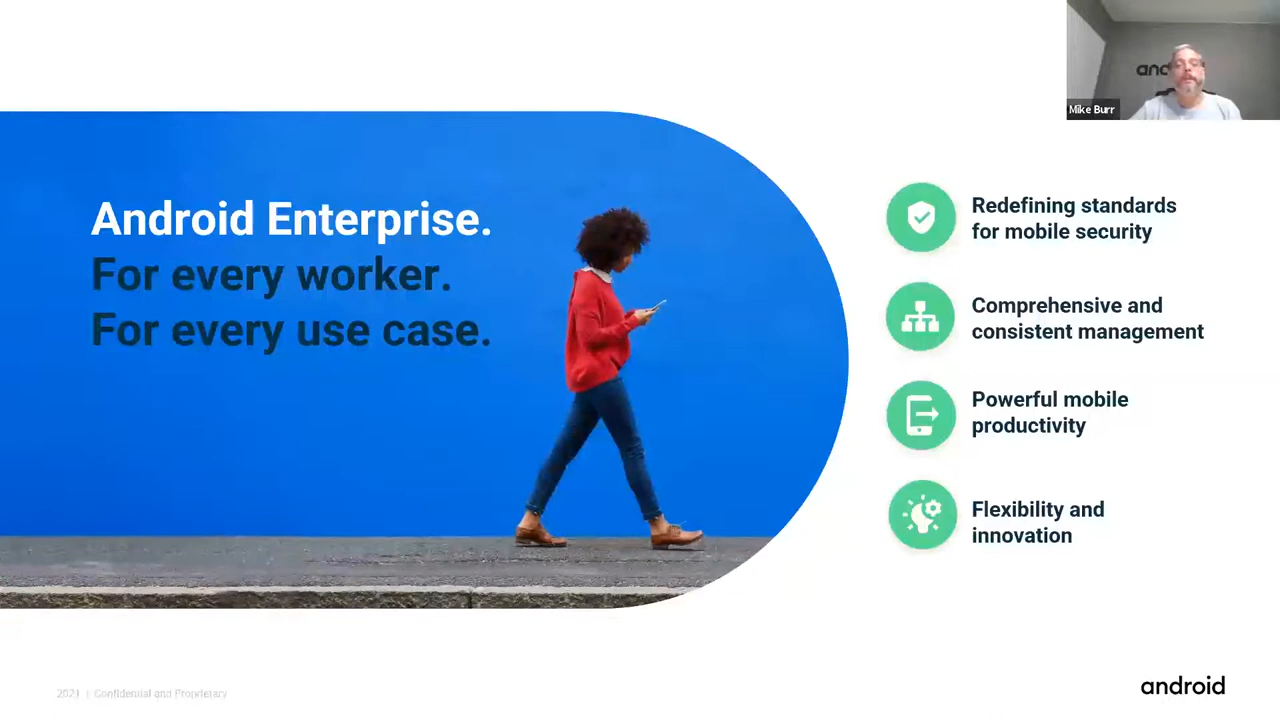 and
Mike Burr
Android Enterprise.
For every worker.
For every use case.
Redefining standards
for mobile security
Comprehensive and
consistent management
Powerful mobile
productivity
Flexibility and
innovation
2021 | Confidential and Proprietary
android